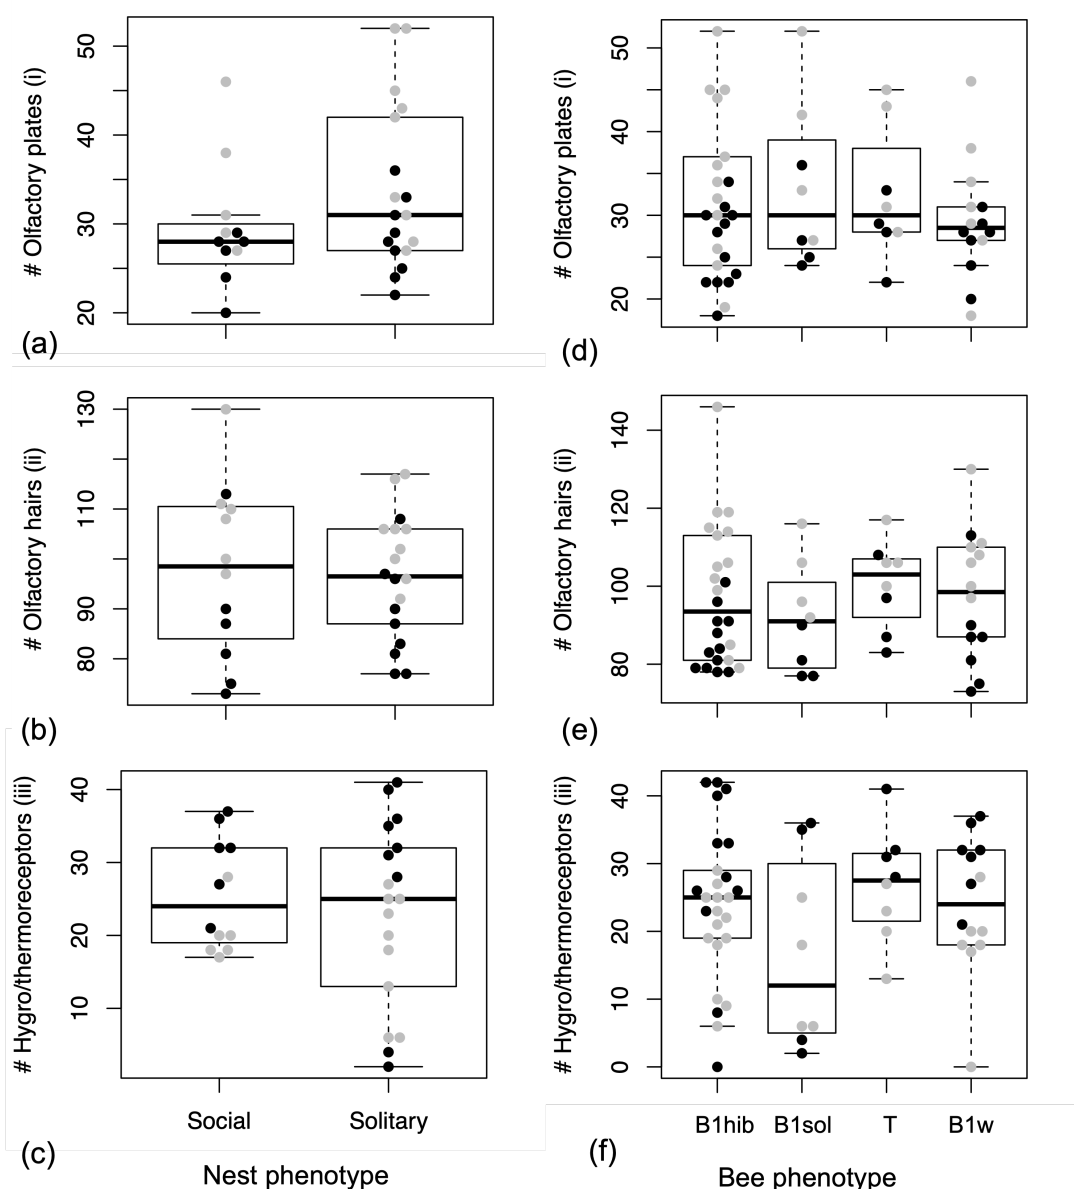 # Olfactory plates (i)
50
40
30
20
(a)
# Olfactory plates (i)
50
40
30
20
(d)
# Olfactory hairs (ii)
130
110
90
80
(b)
# Olfactory hairs (ii)
140
120
100
80
(e)
# Hygro/thermoreceptors (iii)
40
30
20
10
Social Solitary
(c)
Nest phenotype
# Hygro/thermoreceptors (iii)
40
30
20
10
0
B1hib B1sol T B1w
(f)
Bee phenotype